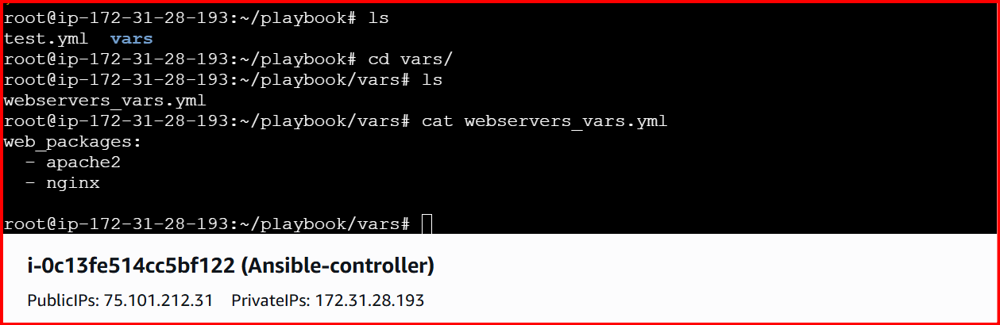 root@ip-172-31-28-193:~/playbook# ls
test.yml  vars
root@ip-172-31-28-193:~/playbook# cd vars/
root@ip-172-31-28-193:~/playbook/vars# ls
webservers_vars.yml
root@ip-172-31-28-193:~/playbook/vars# cat webservers_vars.yml
web_packages:
  - apache2
  - nginx
root@ip-172-31-28-193:~/playbook/vars#
i-0c13fe514cc5bf122 (Ansible-controller)
PublicIPs: 75.101.212.31    PrivateIPs: 172.31.28.193